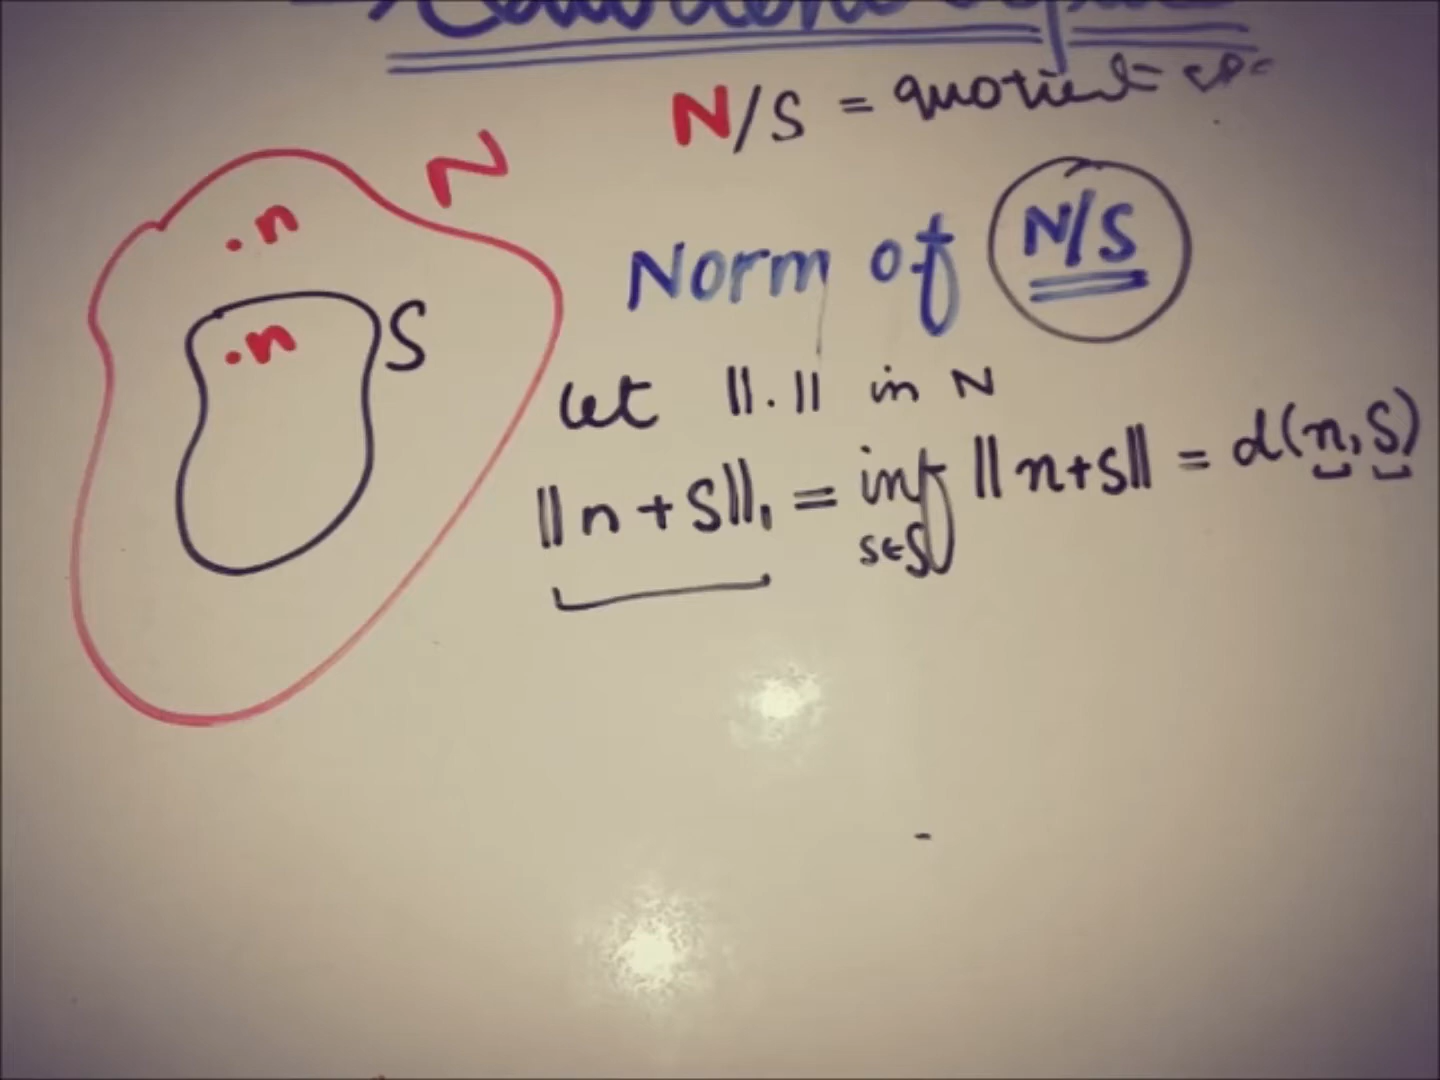 N/S = quotient
N
.n
Norm of N/S
.n
S
Let ||.|| in N
||n+S||₁ = inf ||n+s|| = d(n,S)
s∈S